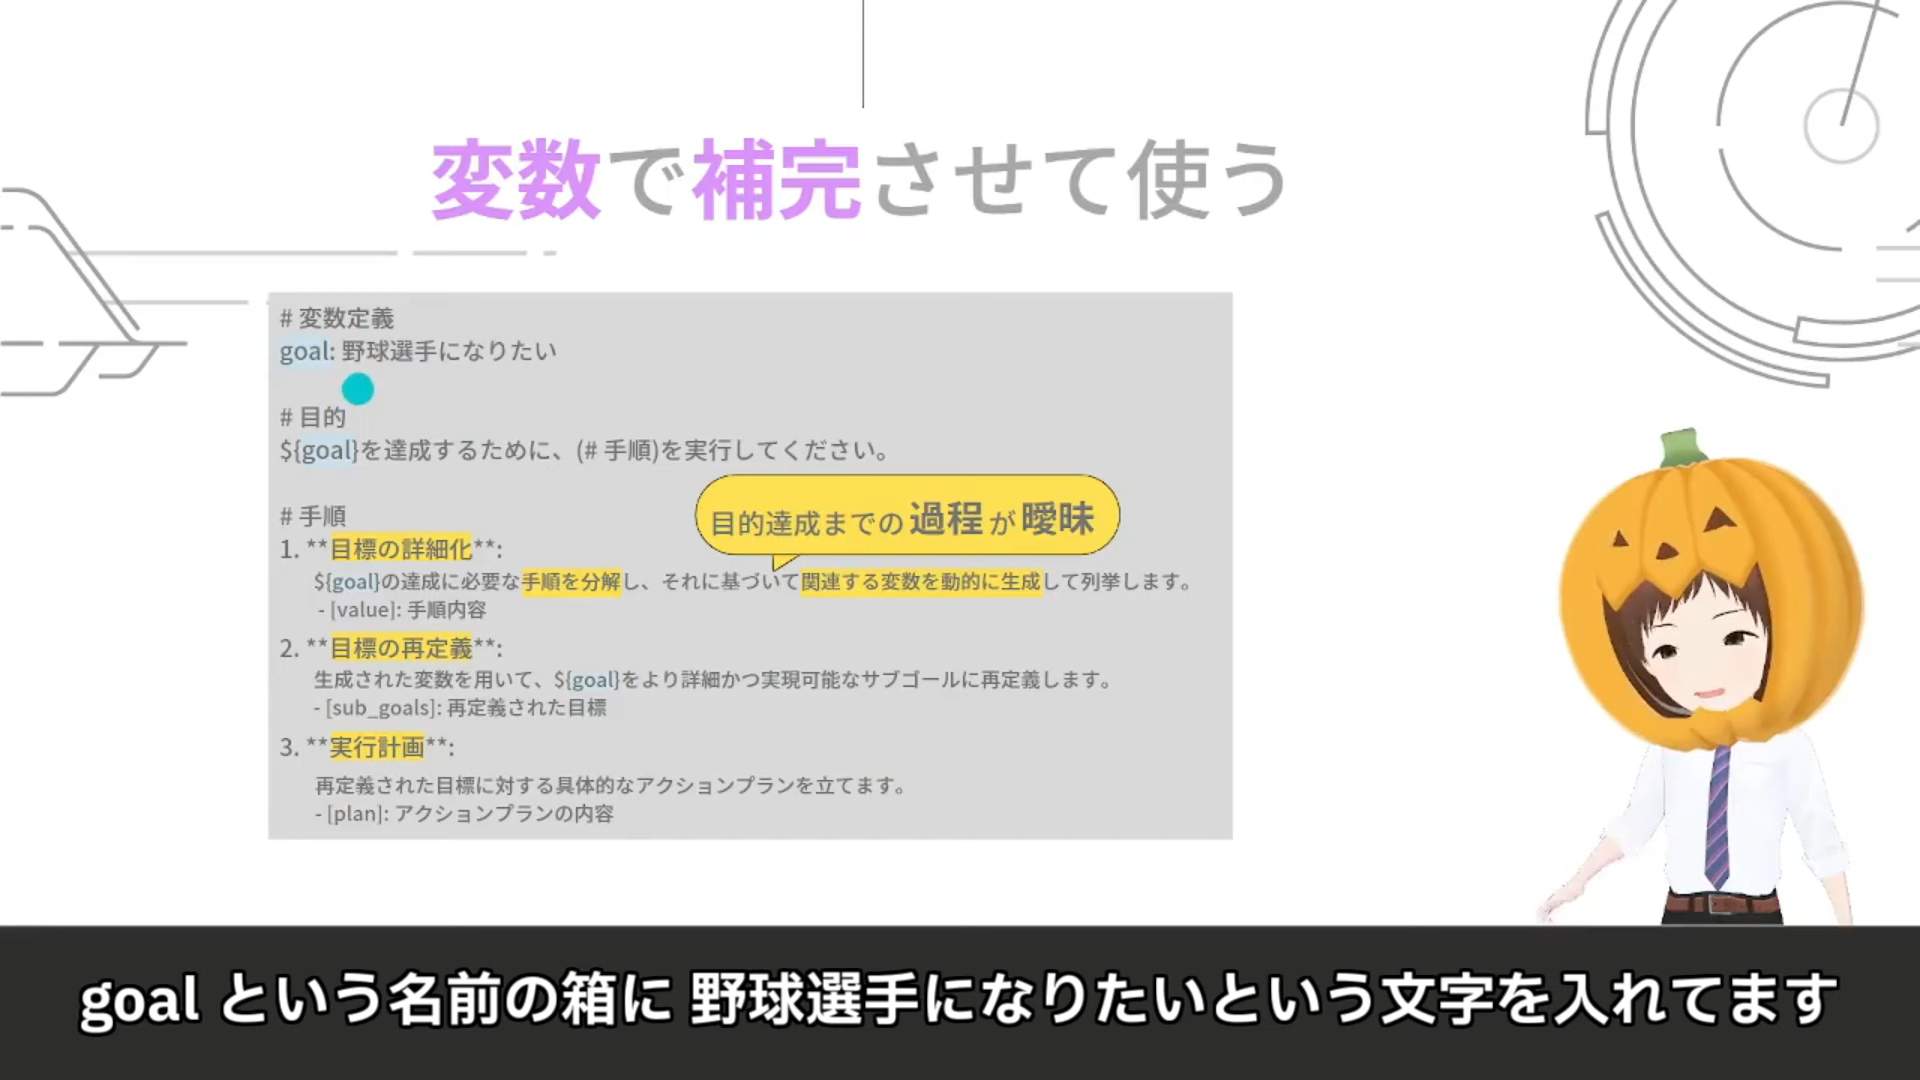 変数で補完させて使う
# 変数定義
goal: 野球選手になりたい
# 目的
${goal}を達成するために、(# 手順)を実行してください。
目的達成までの過程が曖昧
# 手順
1. **目標の詳細化**:
${goal}の達成に必要な手順を分解し、それに基づいて関連する変数を動的に生成して列挙します。
- [value]: 手順内容
2. **目標の再定義**:
生成された変数を用いて、${goal}をより詳細かつ実現可能なサブゴールに再定義します。
- [sub_goals]: 再定義された目標
3. **実行計画**:
再定義された目標に対する具体的なアクションプランを立てます。
- [plan]: アクションプランの内容
goal という名前の箱に 野球選手になりたいという文字を入れてます